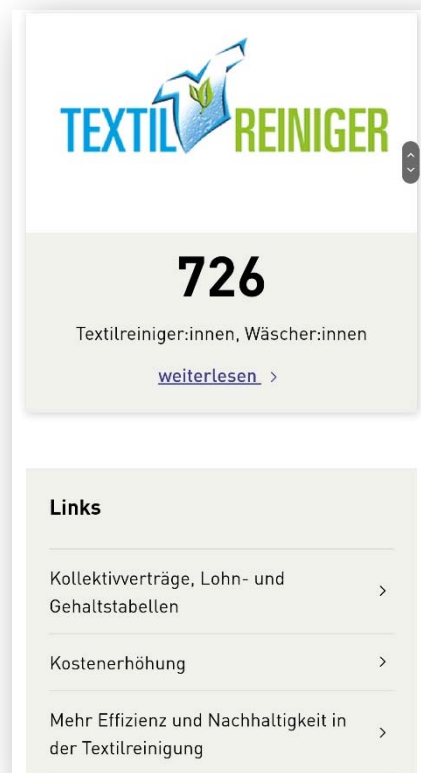 TEXTIL REINIGER
726
Textilreiniger:innen, Wäscher:innen
weiterlesen
Links
Kollektivverträge, Lohn- und
Gehaltstabellen
Kostenerhöhung
Mehr Effizienz und Nachhaltigkeit in
der Textilreinigung